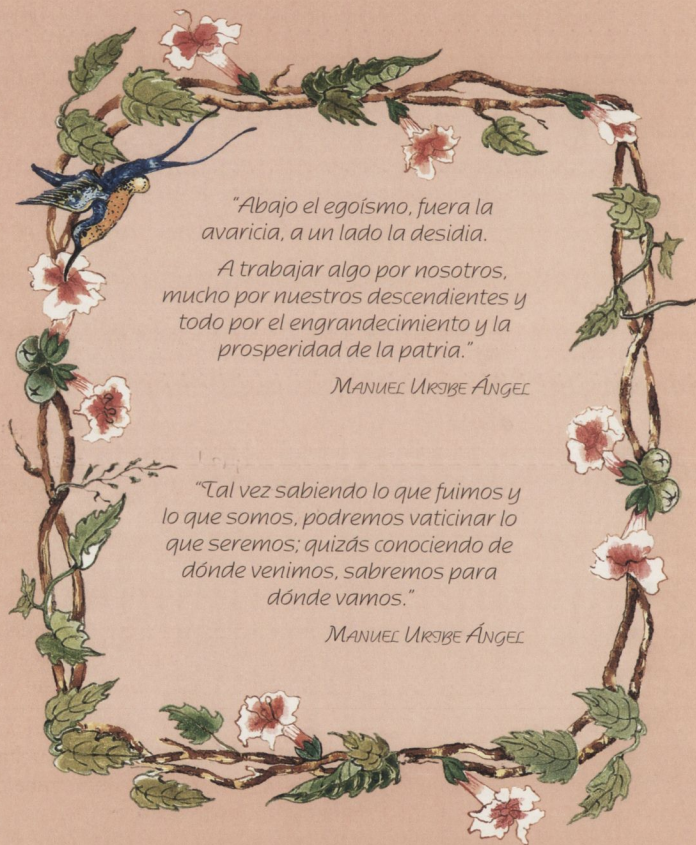 “Abajo el egoísmo, fuera la
avaricia, a un lado la desidia.
A trabajar algo por nosotros,
mucho por nuestros descendientes y
todo por el engrandecimiento y la
prosperidad de la patria.”
Manuel Uribe Ángel
“Tal vez sabiendo lo que fuimos y
lo que somos, podremos vaticinar lo
que seremos; quizás conociendo de
dónde venimos, sabremos para
dónde vamos.”
Manuel Uribe Ángel